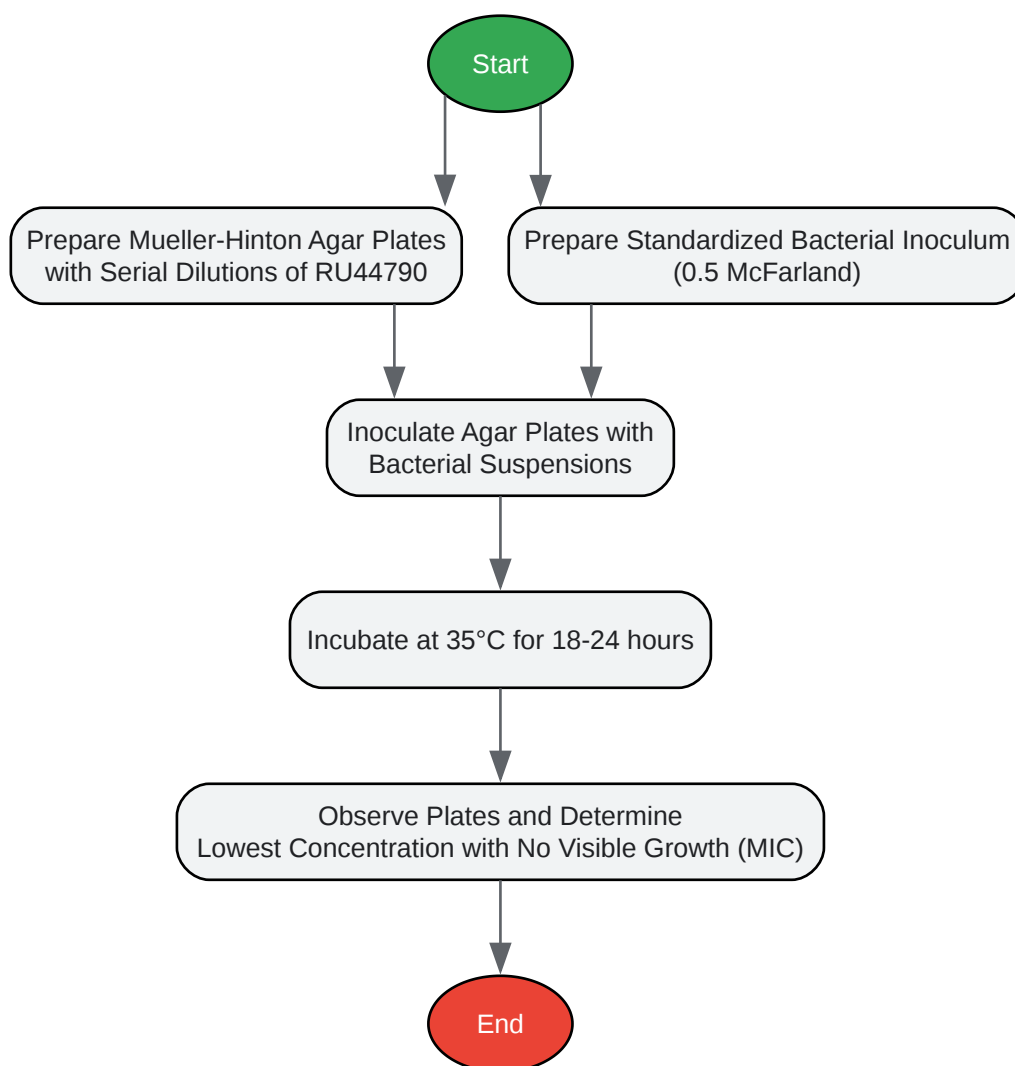 Start
Prepare Mueller-Hinton Agar Plates
with Serial Dilutions of RU44790
Prepare Standardized Bacterial Inoculum
(0.5 McFarland)
Inoculate Agar Plates with
Bacterial Suspensions
Incubate at 35°C for 18-24 hours
Observe Plates and Determine
Lowest Concentration with No Visible Growth (MIC)
End